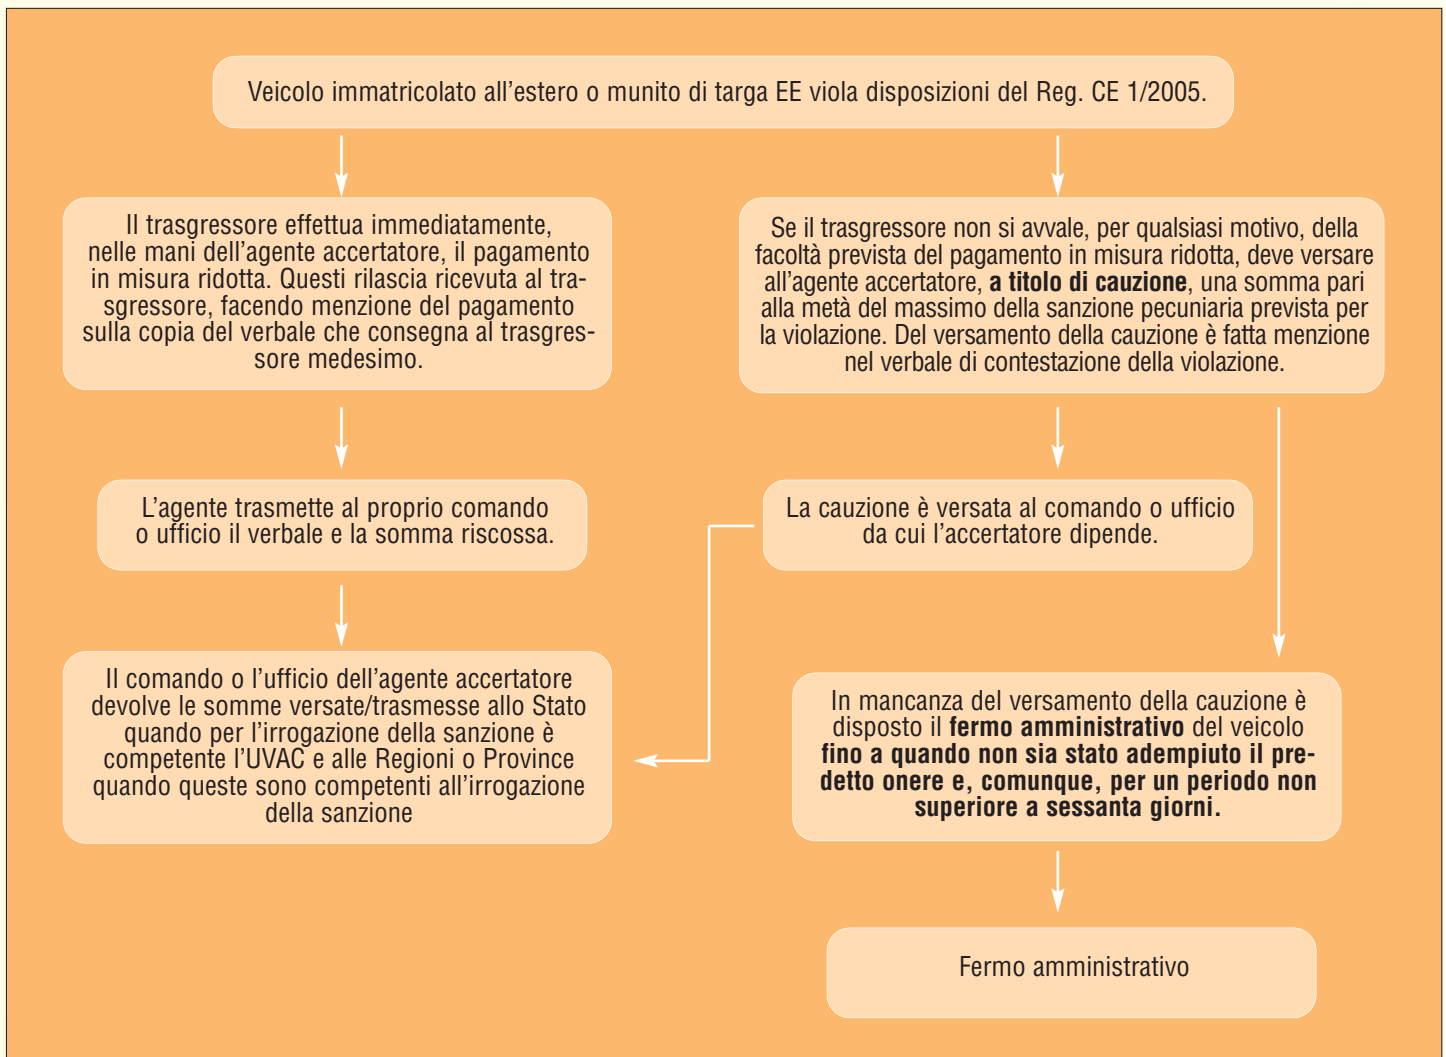 Veicolo immatricolato all’estero o munito di targa EE viola disposizioni del Reg. CE 1/2005.
Il trasgressore effettua immediatamente,
nelle mani dell’agente accertatore, il pagamento
in misura ridotta. Questi rilascia ricevuta al tra-
sgressore, facendo menzione del pagamento
sulla copia del verbale che consegna al trasgres-
sore medesimo.
Se il trasgressore non si avvale, per qualsiasi motivo, della
facoltà prevista del pagamento in misura ridotta, deve versare
all’agente accertatore, a titolo di cauzione, una somma pari
alla metà del massimo della sanzione pecuniaria prevista per
la violazione. Del versamento della cauzione è fatta menzione
nel verbale di contestazione della violazione.
L’agente trasmette al proprio comando
o ufficio il verbale e la somma riscossa.
La cauzione è versata al comando o ufficio
da cui l’accertatore dipende.
Il comando o l’ufficio dell’agente accertatore
devolve le somme versate/trasmesse allo Stato
quando per l’irrogazione della sanzione è
competente l’UVAC e alle Regioni o Province
quando queste sono competenti all’irrogazione
della sanzione
In mancanza del versamento della cauzione è
disposto il fermo amministrativo del veicolo
fino a quando non sia stato adempiuto il pre-
detto onere e, comunque, per un periodo non
superiore a sessanta giorni.
Fermo amministrativo